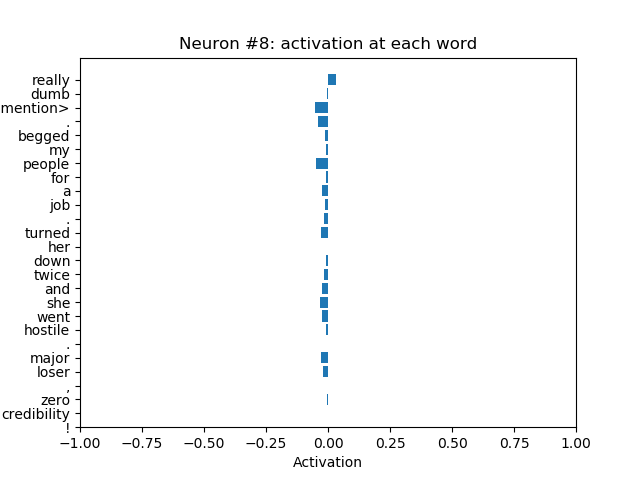 Neuron #8: activation at each word
really
dumb
mention>
.
begged
my
people
for
a
job
.
turned
her
down
twice
and
she
went
hostile
.
major
loser
,
zero
credibility
!
−1.00 −0.75 −0.50 −0.25 0.00 0.25 0.50 0.75 1.00
Activation